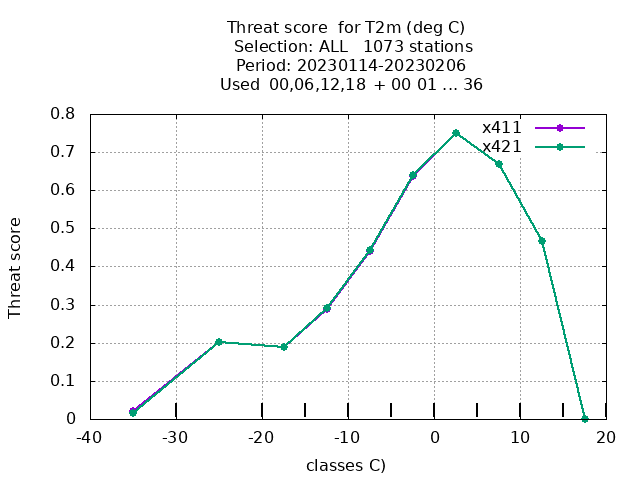 Threat score  for T2m (deg C)
Selection: ALL   1073 stations
Period: 20230114-20230206
Used  00,06,12,18  + 00 01 ... 36
0.8
0.7
0.6
0.5
0.4
0.3
0.2
0.1
0
Threat score
x411
x421
-40 -30 -20 -10 0 10 20
classes C)